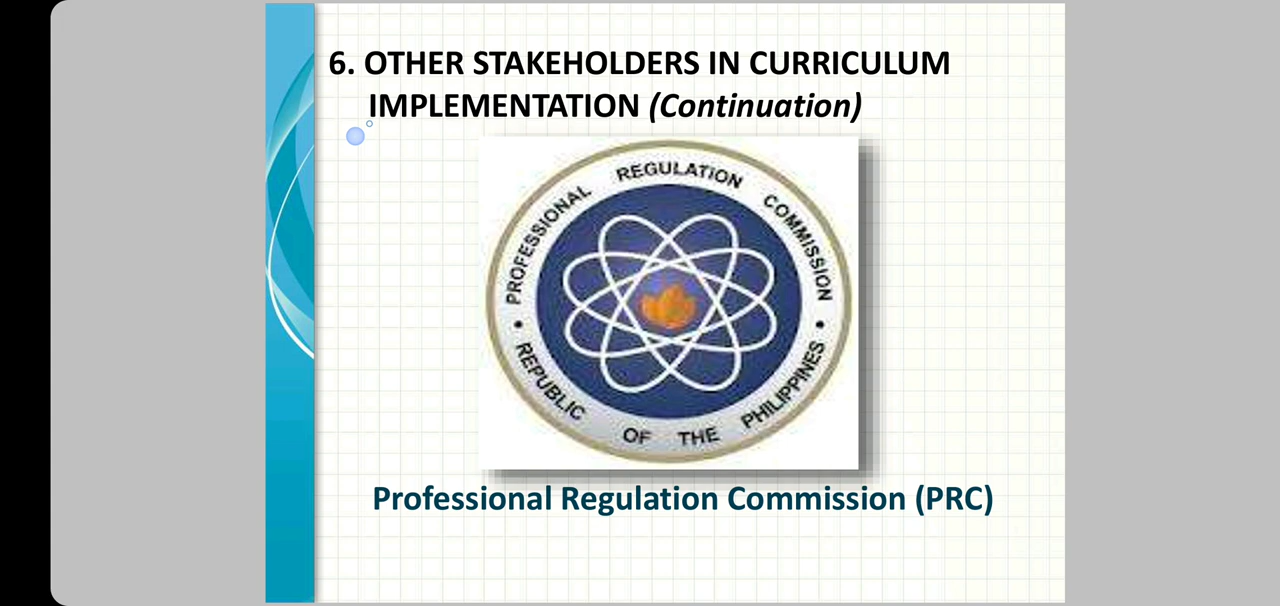 6. OTHER STAKEHOLDERS IN CURRICULUM
IMPLEMENTATION (Continuation)
PROFESSIONAL REGULATION COMMISSION
• REPUBLIC OF THE PHILIPPINES •
Professional Regulation Commission (PRC)